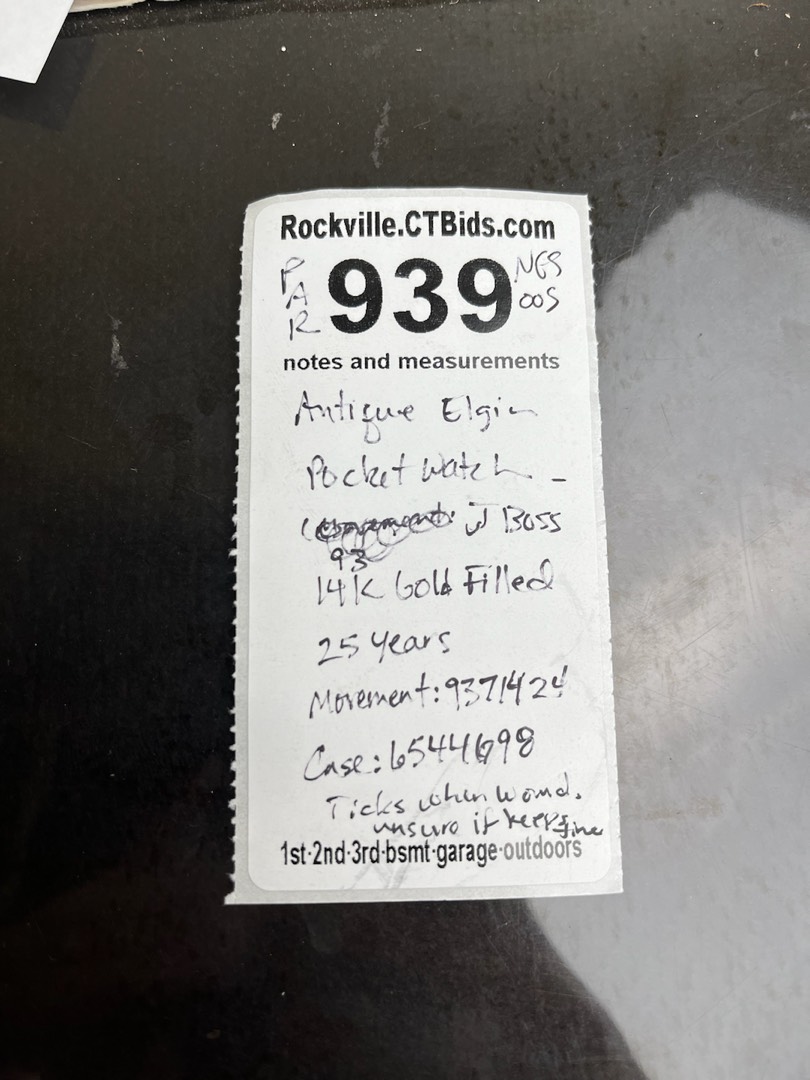 Rockville.CTBids.com
PAR 939 NGS
00S
notes and measurements
Antique Elgin
Pocket Watch -
J Boss
93
14K Gold Filled
25 years
Movement: 9371424
Case: 6544698
Ticks when wound.
unsure if keeps time
1st·2nd·3rd·bsmt·garage·outdoors